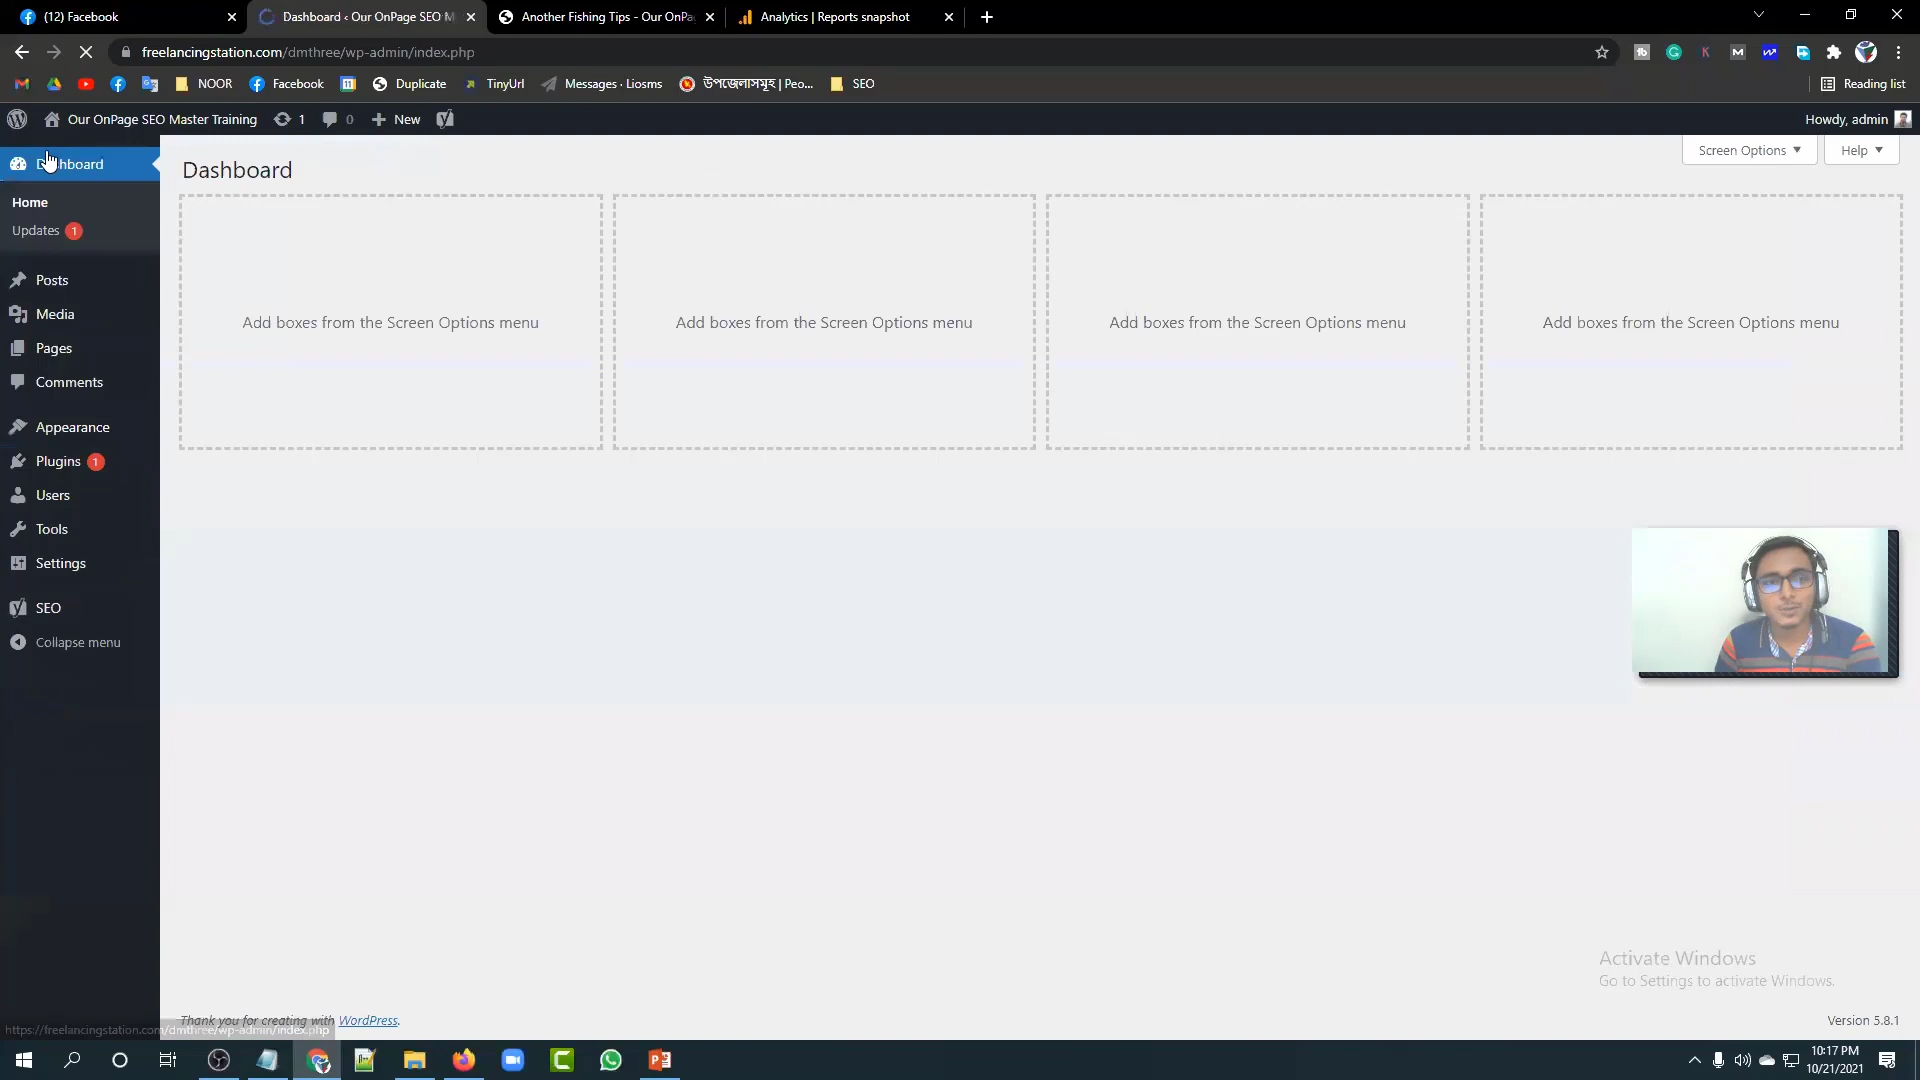 (12) Facebook
Dashboard ‹ Our OnPage SEO M
Another Fishing Tips - Our OnPa
Analytics | Reports snapshot
freelancingstation.com/dmthree/wp-admin/index.php
NOOR
Facebook
Duplicate
TinyUrl
Messages · Liosms
উপজেলাসমূহ | Peo...
SEO
Reading list
Our OnPage SEO Master Training
1
0
New
Howdy, admin
Dashboard
Home
Updates 1
Posts
Media
Pages
Comments
Appearance
Plugins 1
Users
Tools
Settings
SEO
Collapse menu
Dashboard
Screen Options
Help
Add boxes from the Screen Options menu
Add boxes from the Screen Options menu
Add boxes from the Screen Options menu
Add boxes from the Screen Options menu
Activate Windows
Go to Settings to activate Windows.
Thank you for creating with WordPress.
Version 5.8.1
https://freelancingstation.com/dmthree/wp-admin/index.php
10:17 PM
10/21/2021